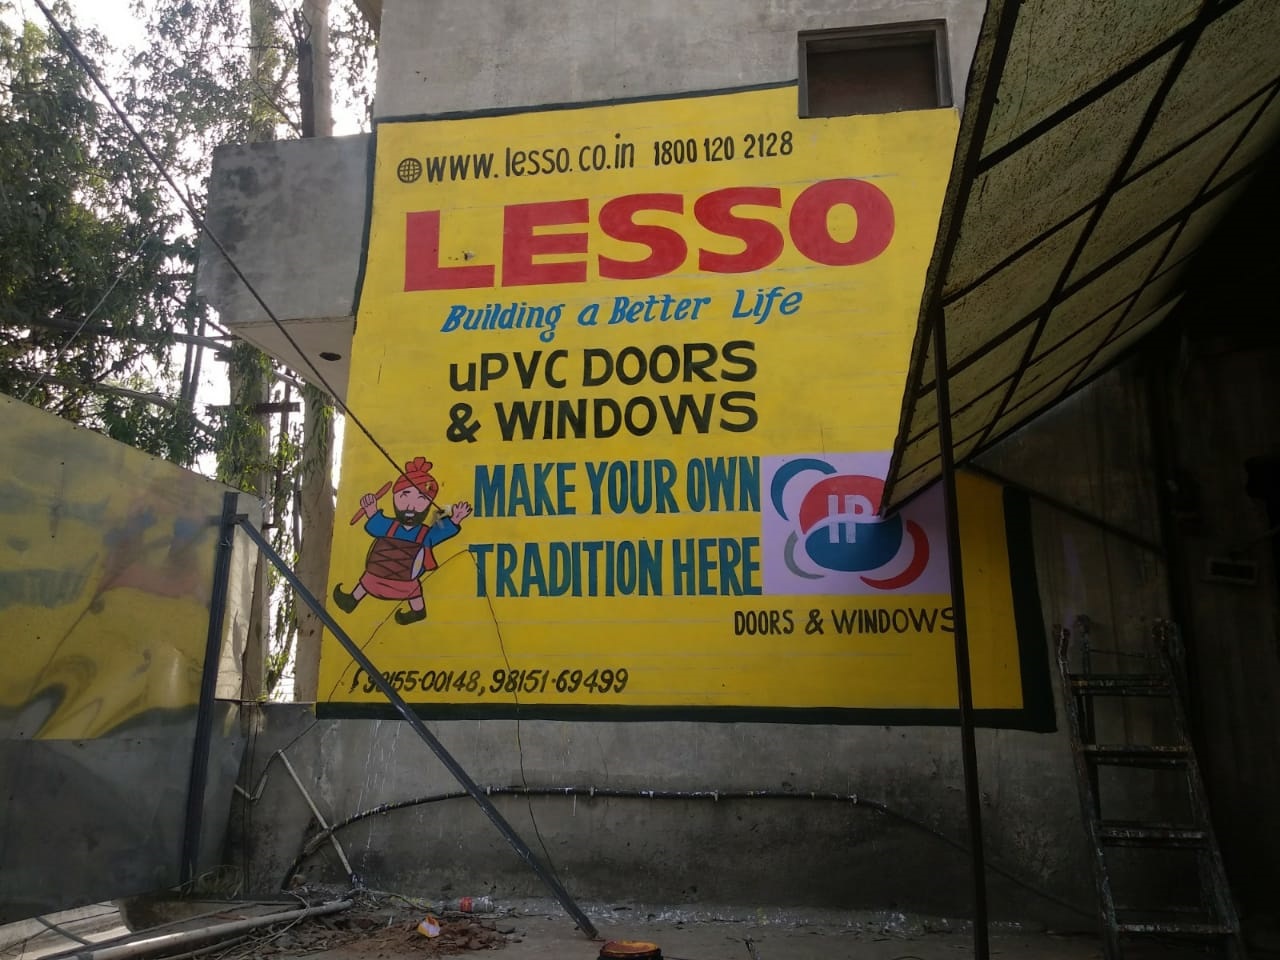 www.lesso.co.in 1800 120 2128
LESSO
Building a Better Life
uPVC DOORS
& WINDOWS
MAKE YOUR OWN
TRADITION HERE
HP
DOORS & WINDOWS
98155-00148, 98151-69499